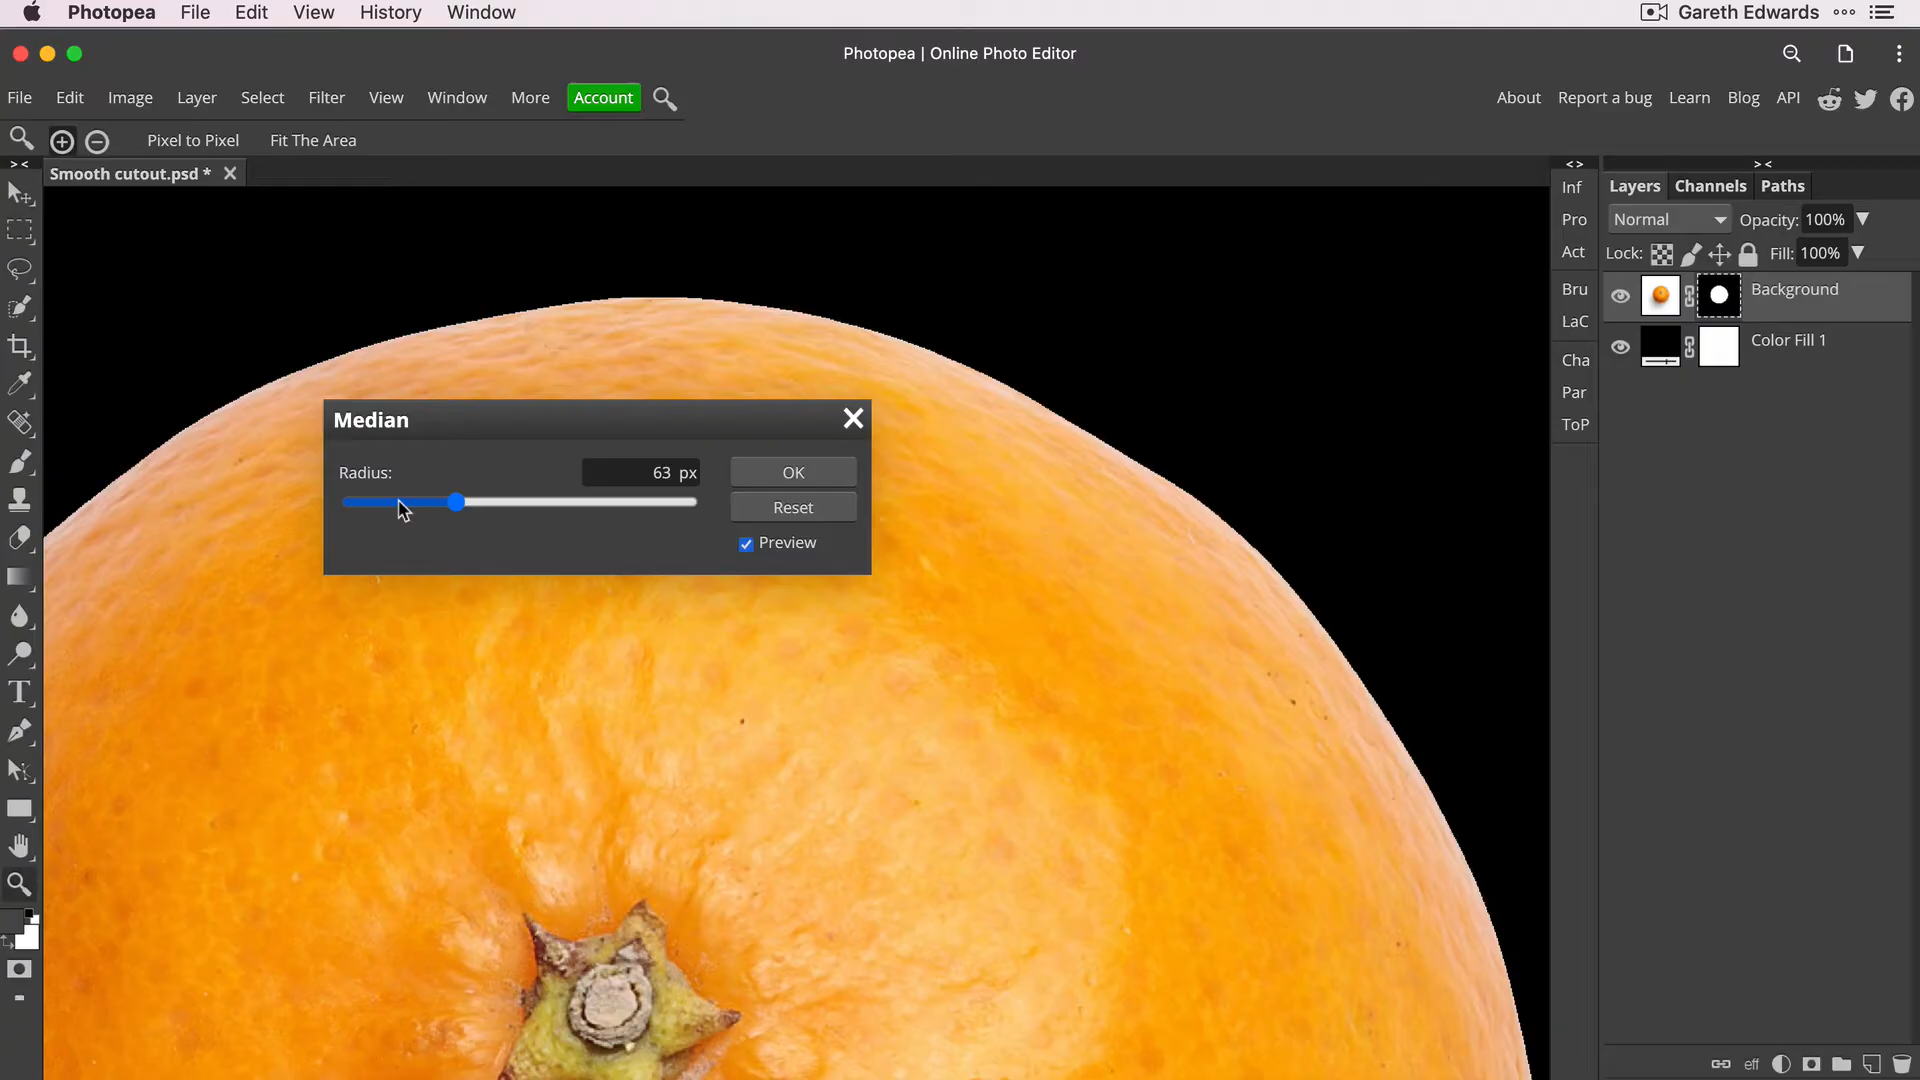 Photopea File Edit View History Window Gareth Edwards
Photopea | Online Photo Editor
File Edit Image Layer Select Filter View Window More Account About Report a bug Learn Blog API
Pixel to Pixel Fit The Area
Smooth cutout.psd *
> <
< >
> <
Inf
Pro
Act
Bru
LaC
Cha
Par
ToP
Layers Channels Paths
Normal Opacity: 100%
Lock: Fill: 100%
Background
Color Fill 1
Median
Radius: 63 px OK
Reset
Preview
eff